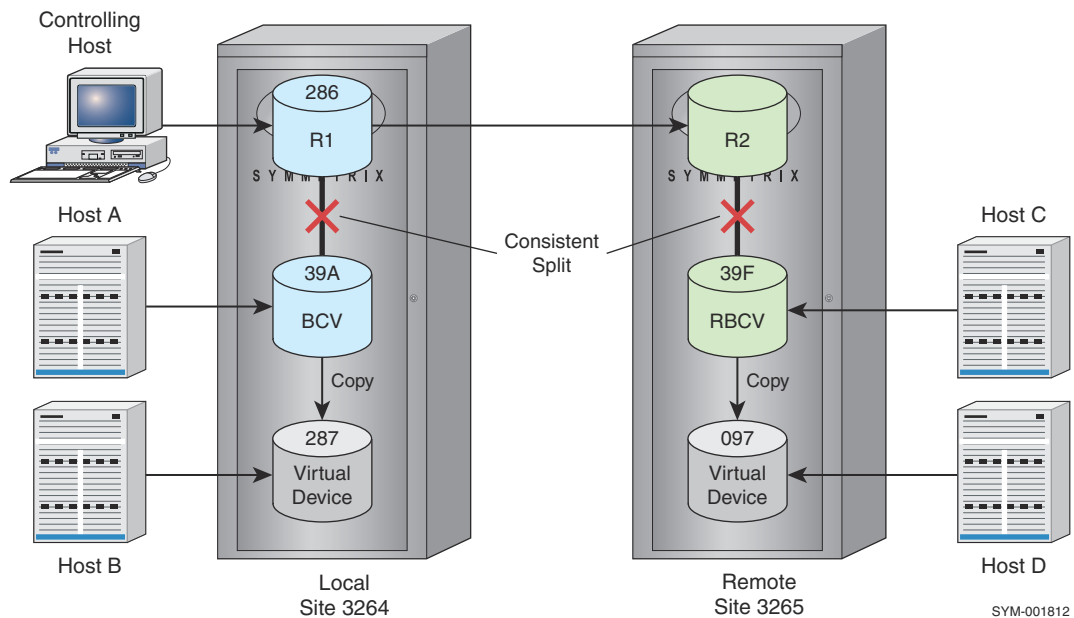 Controlling
Host
286
R1
R2
SYMMETRIX
SYMMETRIX
Host A
Consistent
Split
Host C
39A
BCV
39F
RBCV
Copy
Copy
287
Virtual
Device
097
Virtual
Device
Host B
Host D
Local
Site 3264
Remote
Site 3265
SYM-001812